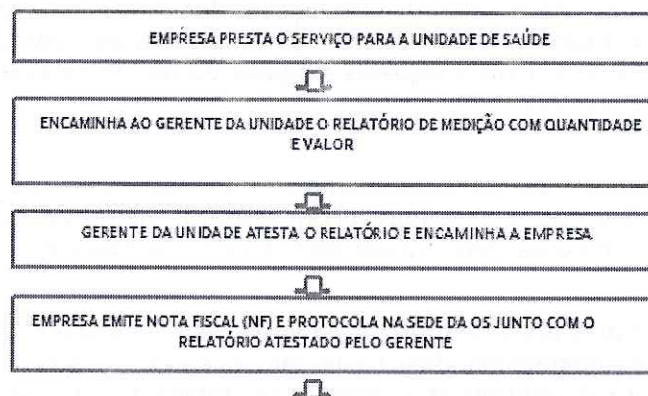 EMPRESA PRESTA O SERVIÇO PARA A UNIDADE DE SAÚDE
ENCAMINHA AO GERENTE DA UNIDADE O RELATÓRIO DE MEDIÇÃO COM QUANTIDADE
E VALOR
GERENTE DA UNIDADE ATESTA O RELATÓRIO E ENCAMINHA A EMPRESA
EMPRESA EMITE NOTA FISCAL (NF) E PROTOCOLA NA SEDE DA OS JUNTO COM O
RELATÓRIO ATESTADO PELO GERENTE